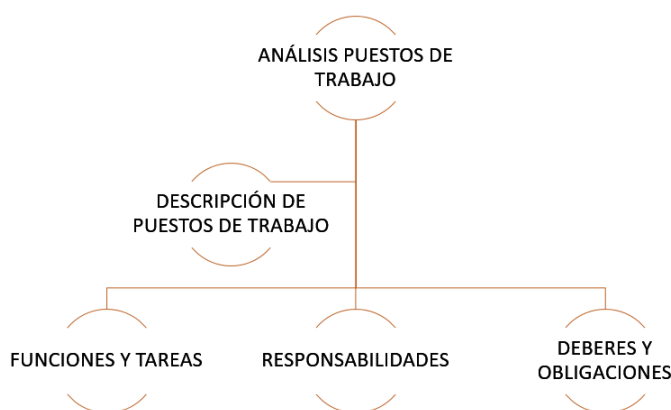 ANÁLISIS PUESTOS DE
TRABAJO
DESCRIPCIÓN DE
PUESTOS DE TRABAJO
FUNCIONES Y TAREAS
RESPONSABILIDADES
DEBERES Y
OBLIGACIONES